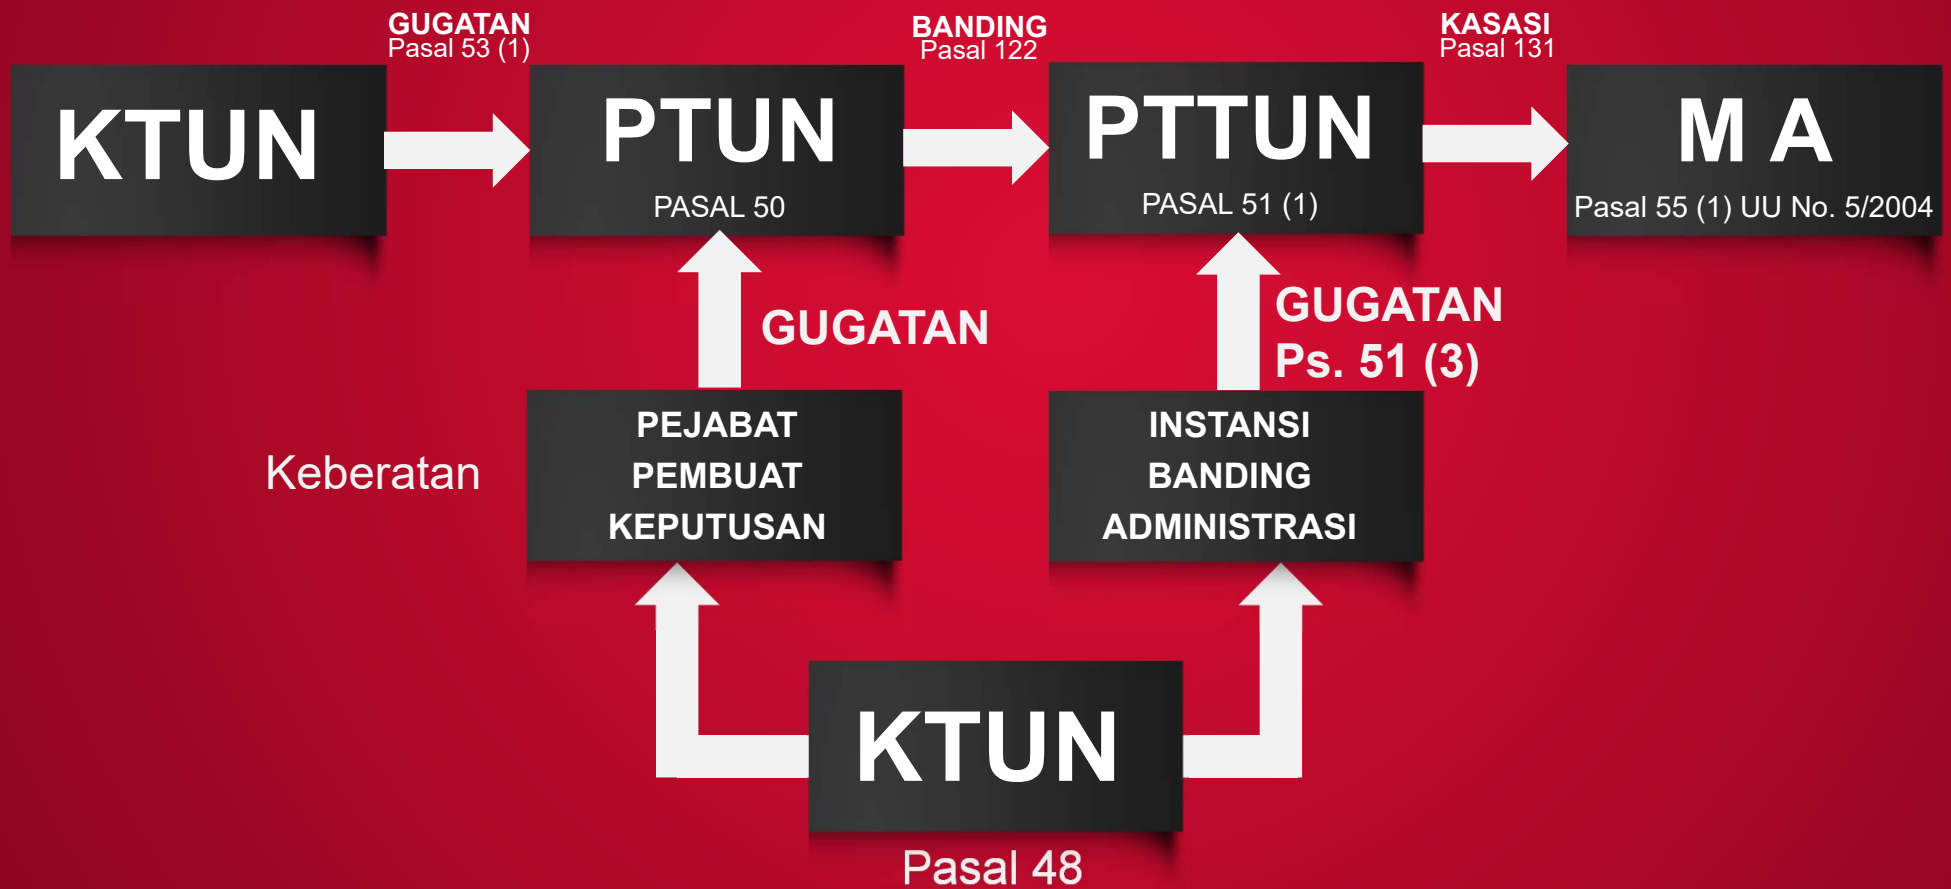 GUGATAN
Pasal 53 (1)
BANDING
Pasal 122
KASASI
Pasal 131
KTUN
PTUN
PASAL 50
PTTUN
PASAL 51 (1)
M A
Pasal 55 (1) UU No. 5/2004
GUGATAN
GUGATAN
Ps. 51 (3)
Keberatan
PEJABAT
PEMBUAT
KEPUTUSAN
INSTANSI
BANDING
ADMINISTRASI
KTUN
Pasal 48